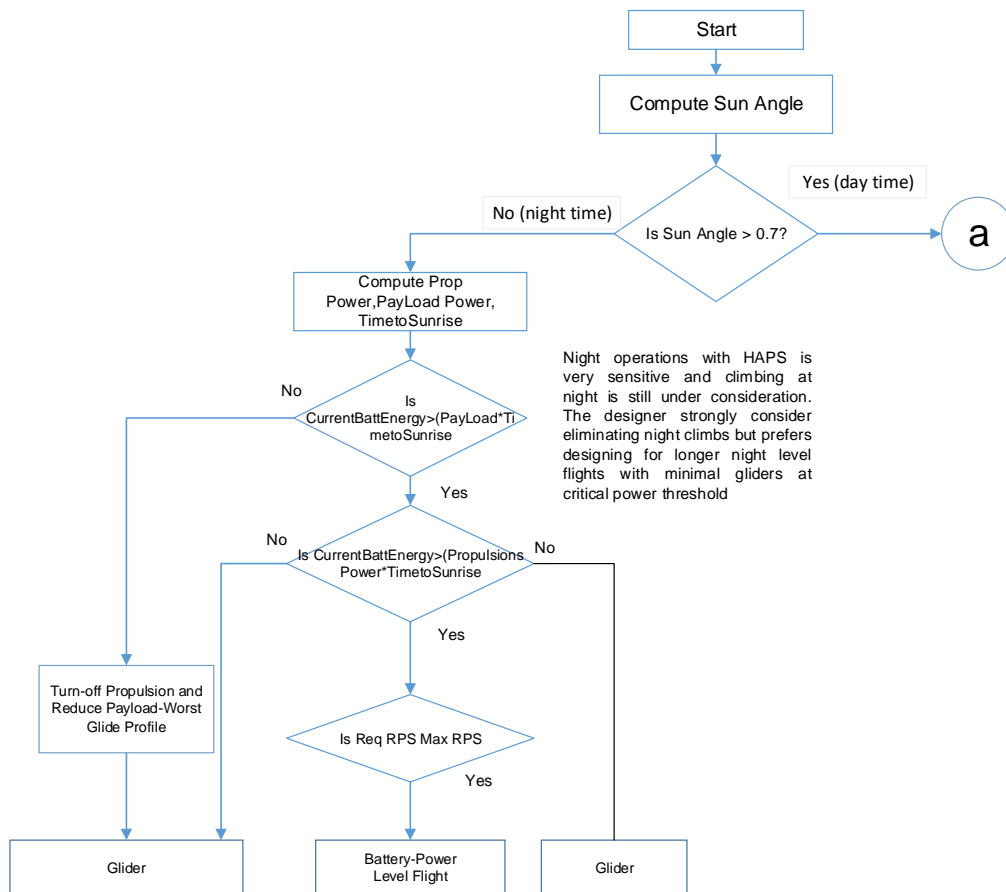 Start
Compute Sun Angle
Yes (day time)
No (night time)
Is Sun Angle > 0.7?
a
Compute Prop
Power,PayLoad Power,
TimetoSunrise
Night operations with HAPS is
very sensitive and climbing at
night is still under consideration.
The designer strongly consider
eliminating night climbs but prefers
designing for longer night level
flights with minimal gliders at
critical power threshold
No
Is
CurrentBattEnergy>(PayLoad*Ti
metoSunrise
Yes
No
Is CurrentBattEnergy>(Propulsions
Power*TimetoSunrise
No
Yes
Turn-off Propulsion and
Reduce Payload-Worst
Glide Profile
Is Req RPS Max RPS
Yes
Glider
Battery-Power
Level Flight
Glider